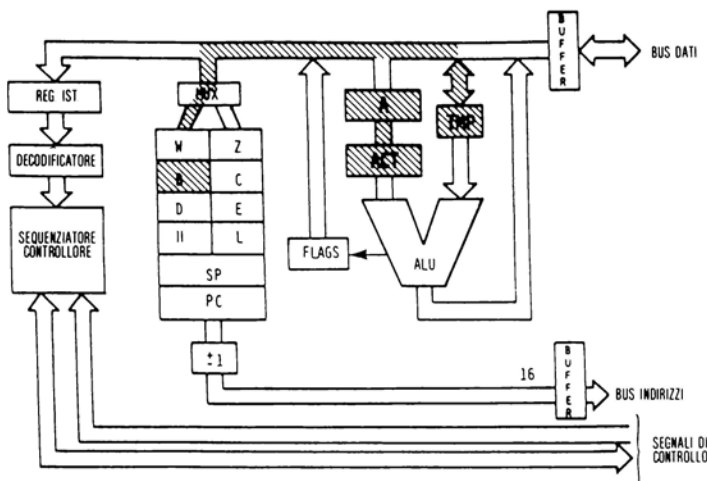 BUFFER
BUS DATI
REG IST
MUX
A
TMP
DECODIFICATORE
W Z
ACT
B C
D E
SEQUENZIATORE
CONTROLLORE
H L
FLAGS
ALU
SP
PC
±1
16
BUFFER
BUS INDIRIZZI
SEGNALI DI
CONTROLLO